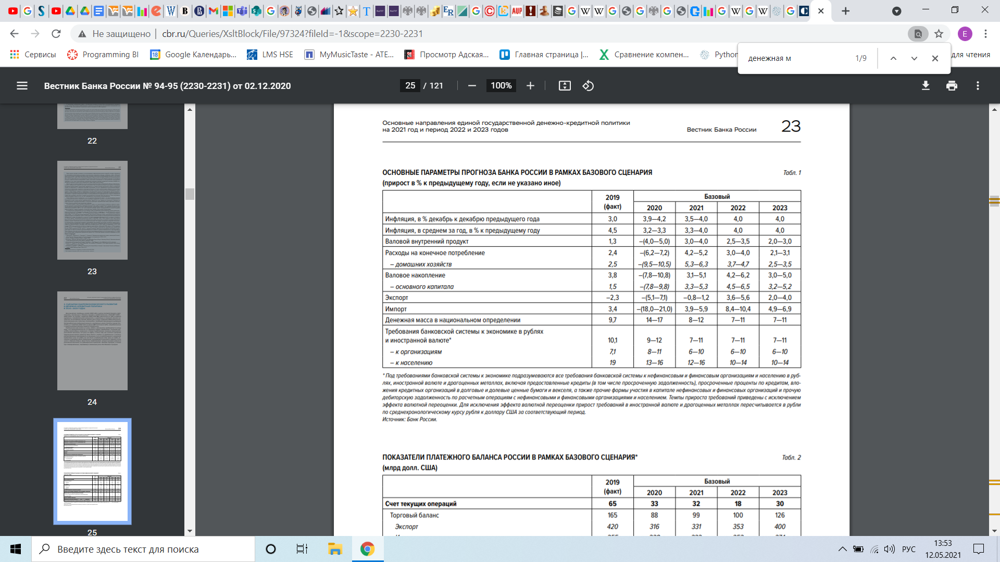 Не защищено | cbr.ru/Queries/XsltBlock/File/97324?fileId=-1&scope=2230-2231
E
Сервисы Programming BI Google Календарь... LMS HSE MyMusicTaste - ATE... Просмотр Адская... Главная страница |... Сравнение компен... Python для чтения
денежная м 1/9
Вестник Банка России № 94-95 (2230-2231) от 02.12.2020 25 / 121 100%
22
23
24
25
Основные направления единой государственной денежно-кредитной политики
на 2021 год и период 2022 и 2023 годов Вестник Банка России 23
ОСНОВНЫЕ ПАРАМЕТРЫ ПРОГНОЗА БАНКА РОССИИ В РАМКАХ БАЗОВОГО СЦЕНАРИЯ Табл. 1
(прирост в % к предыдущему году, если не указано иное)
2019 (факт) Базовый
2020 2021 2022 2023
Инфляция, в % декабрь к декабрю предыдущего года 3,0 3,9–4,2 3,5–4,0 4,0 4,0
Инфляция, в среднем за год, в % к предыдущему году 4,5 3,2–3,3 3,3–4,0 4,0 4,0
Валовой внутренний продукт 1,3 –(4,0–5,0) 3,0–4,0 2,5–3,5 2,0–3,0
Расходы на конечное потребление 2,4 –(6,2–7,2) 4,2–5,2 3,0–4,0 2,1–3,1
– домашних хозяйств 2,5 –(9,5–10,5) 5,3–6,3 3,7–4,7 2,5–3,5
Валовое накопление 3,8 –(7,8–10,8) 3,1–5,1 4,2–6,2 3,0–5,0
– основного капитала 1,5 –(7,8–9,8) 3,3–5,3 4,5–6,5 3,2–5,2
Экспорт –2,3 –(5,1–7,1) –0,8–1,2 3,6–5,6 2,0–4,0
Импорт 3,4 –(18,0–21,0) 3,9–5,9 8,4–10,4 4,9–6,9
Денежная масса в национальном определении 9,7 14–17 8–12 7–11 7–11
Требования банковской системы к экономике в рублях
и иностранной валюте* 10,1 9–12 7–11 7–11 7–11
– к организациям 7,1 8–11 6–10 6–10 6–10
– к населению 19 13–16 12–16 10–14 10–14
* Под требованиями банковской системы к экономике подразумеваются все требования банковской системы к нефинансовым и финансовым организациям и населению в руб-
лях, иностранной валюте и драгоценных металлах, включая предоставленные кредиты (в том числе просроченную задолженность), просроченные проценты по кредитам, вло-
жения кредитных организаций в долговые и долевые ценные бумаги и векселя, а также прочие формы участия в капитале нефинансовых и финансовых организаций и прочую
дебиторскую задолженность по расчетным операциям с нефинансовыми и финансовыми организациями и населением. Темпы прироста требований приведены с исключением
эффекта валютной переоценки. Для исключения эффекта валютной переоценки прирост требований в иностранной валюте и драгоценных металлах пересчитывается в рубли
по среднехронологическому курсу рубля к доллару США за соответствующий период.
Источник: Банк России.
ПОКАЗАТЕЛИ ПЛАТЕЖНОГО БАЛАНСА РОССИИ В РАМКАХ БАЗОВОГО СЦЕНАРИЯ* Табл. 2
(млрд долл. США)
2019 (факт) Базовый
2020 2021 2022 2023
Счет текущих операций 65 33 32 18 30
Торговый баланс 165 88 99 100 126
Экспорт 420 316 331 353 400
Введите здесь текст для поиска
РУС
13:53
12.05.2021